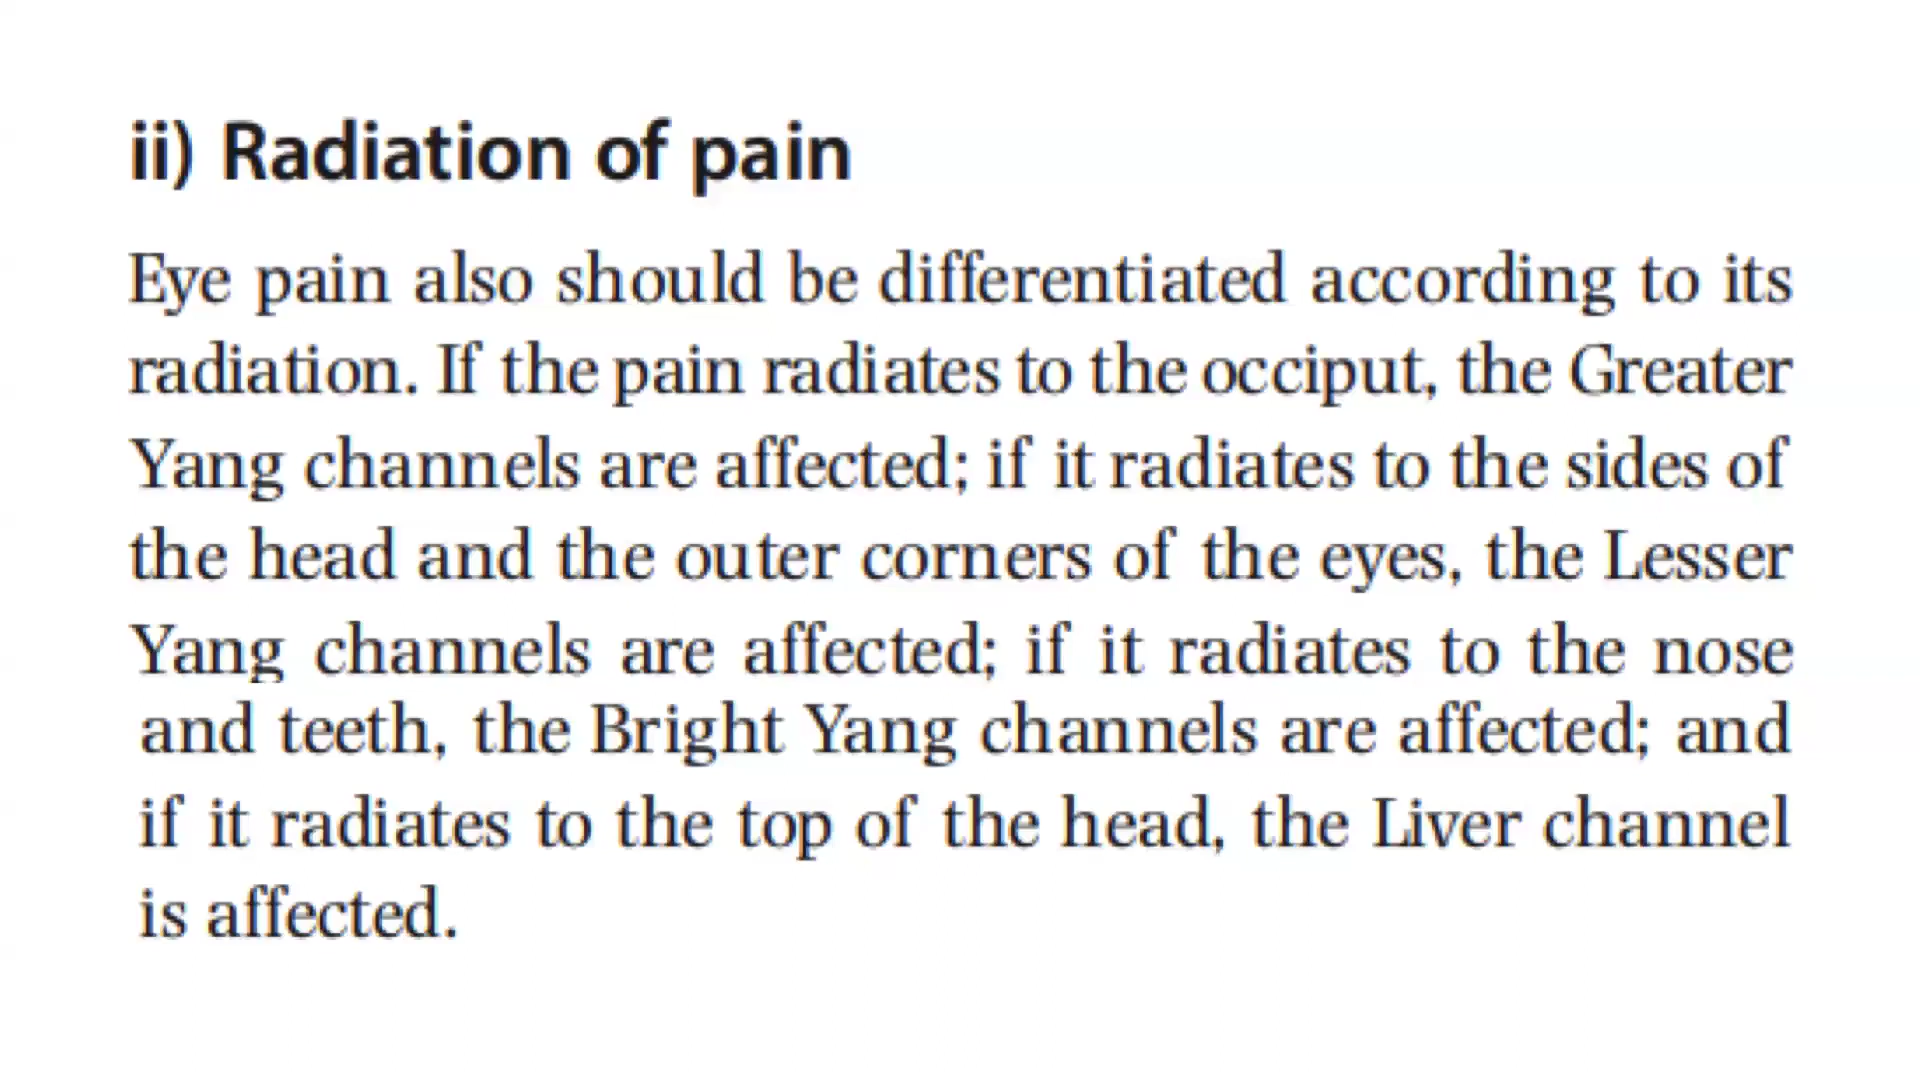 ii) Radiation of pain
Eye pain also should be differentiated according to its
radiation. If the pain radiates to the occiput, the Greater
Yang channels are affected; if it radiates to the sides of
the head and the outer corners of the eyes, the Lesser
Yang channels are affected; if it radiates to the nose
and teeth, the Bright Yang channels are affected; and
if it radiates to the top of the head, the Liver channel
is affected.